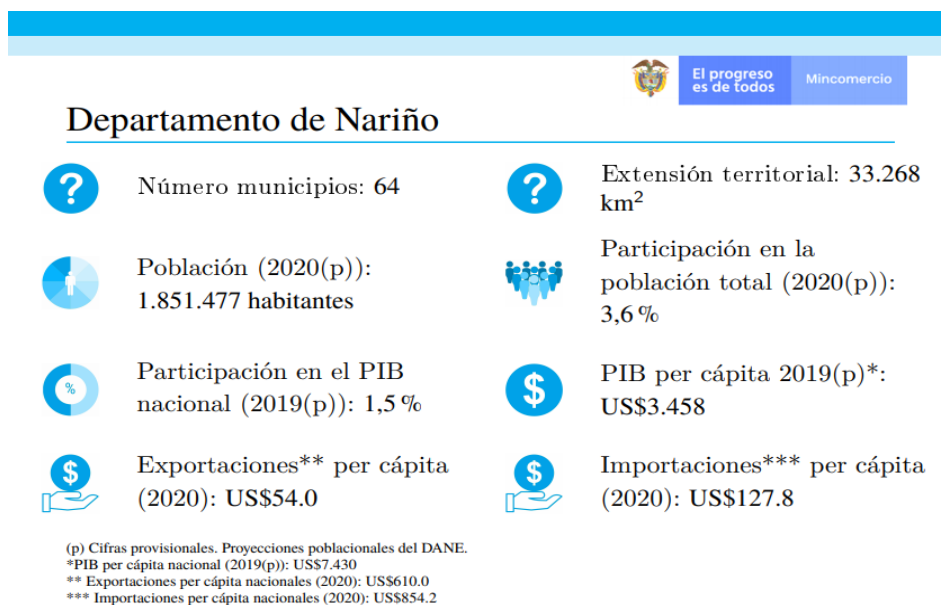 El progreso
es de todos
Mincomercio
Departamento de Nariño
Número municipios: 64
Extensión territorial: 33.268
km²
Población (2020(p)):
1.851.477 habitantes
Participación en la
población total (2020(p)):
3,6 %
Participación en el PIB
nacional (2019(p)): 1,5 %
PIB per cápita 2019(p)*:
US$3.458
Exportaciones** per cápita
(2020): US$54.0
Importaciones*** per cápita
(2020): US$127.8
(p) Cifras provisionales. Proyecciones poblacionales del DANE.
*PIB per cápita nacional (2019(p)): US$7.430
** Exportaciones per cápita nacionales (2020): US$610.0
*** Importaciones per cápita nacionales (2020): US$854.2